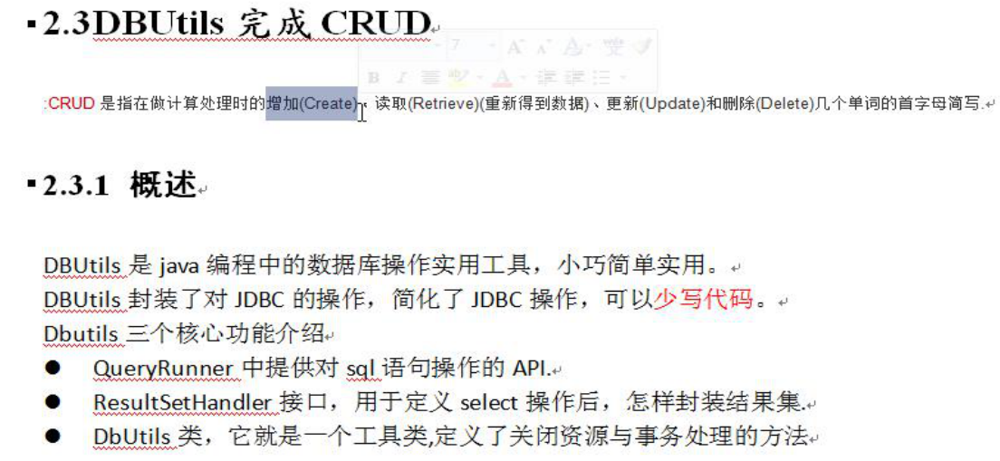 2.3DBUtils 完成 CRUD
7
:CRUD 是指在做计算处理时的增加(Create)、读取(Retrieve)(重新得到数据)、更新(Update)和删除(Delete)几个单词的首字母简写.
2.3.1 概述
DBUtils 是 java 编程中的数据库操作实用工具，小巧简单实用。
DBUtils 封装了对 JDBC 的操作，简化了 JDBC 操作，可以少写代码。
Dbutils 三个核心功能介绍
● QueryRunner 中提供对 sql 语句操作的 API.
● ResultSetHandler 接口，用于定义 select 操作后，怎样封装结果集.
● DbUtils 类，它就是一个工具类,定义了关闭资源与事务处理的方法